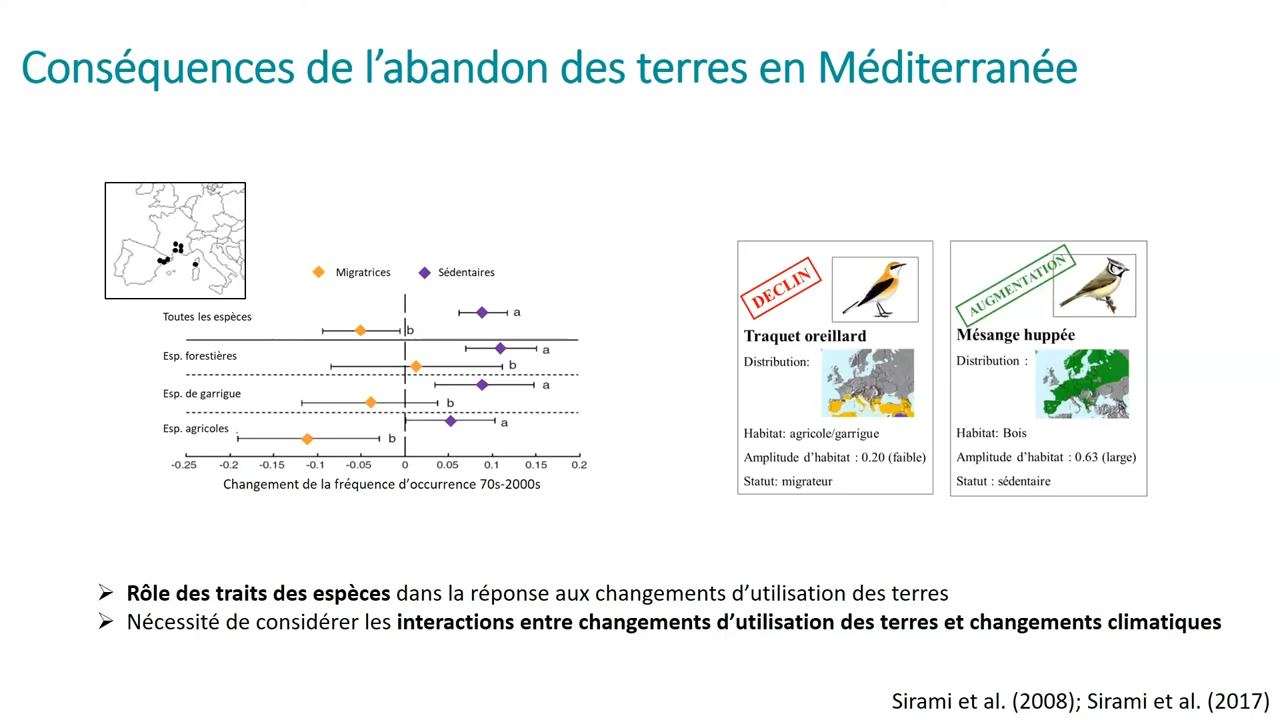 Conséquences de l'abandon des terres en Méditerranée
Migratrices
Sédentaires
Toutes les espèces
a
b
Esp. forestières
a
b
Esp. de garrigue
a
b
Esp. agricoles
a
b
-0.25 -0.2 -0.15 -0.1 -0.05 0 0.05 0.1 0.15 0.2
Changement de la fréquence d'occurrence 70s-2000s
DECLIN
Traquet oreillard
Distribution:
Habitat: agricole/garrigue
Amplitude d'habitat : 0.20 (faible)
Statut: migrateur
AUGMENTATION
Mésange huppée
Distribution :
Habitat: Bois
Amplitude d'habitat : 0.63 (large)
Statut : sédentaire
➢ Rôle des traits des espèces dans la réponse aux changements d'utilisation des terres
➢ Nécessité de considérer les interactions entre changements d'utilisation des terres et changements climatiques
Sirami et al. (2008); Sirami et al. (2017)